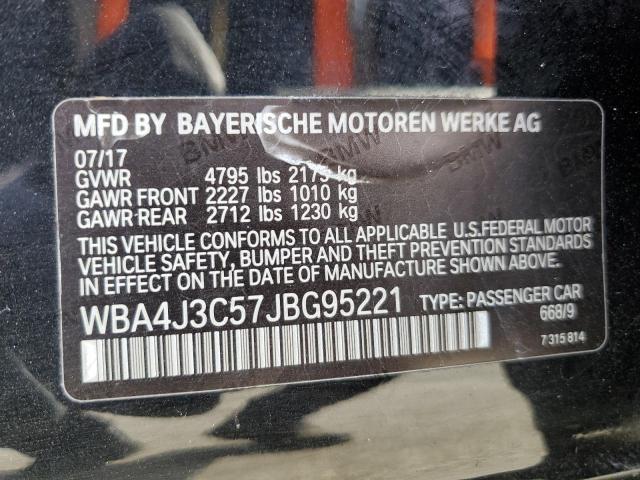 MFD BY BAYERISCHE MOTOREN WERKE AG
07/17
GVWR 4795 lbs 2175 kg
GAWR FRONT 2227 lbs 1010 kg
GAWR REAR 2712 lbs 1230 kg
THIS VEHICLE CONFORMS TO ALL APPLICABLE U.S.FEDERAL MOTOR
VEHICLE SAFETY, BUMPER AND THEFT PREVENTION STANDARDS
IN EFFECT ON THE DATE OF MANUFACTURE SHOWN ABOVE.
WBA4J3C57JBG95221 TYPE: PASSENGER CAR
668/9
7 315 814